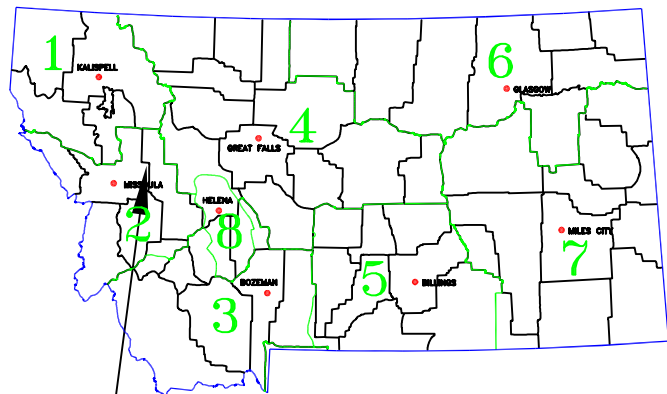 1
KALISPELL
6
GLASGOW
4
GREAT FALLS
MISSOULA
HELENA
2
8
MILES CITY
7
5
BOZEMAN
BILLINGS
3